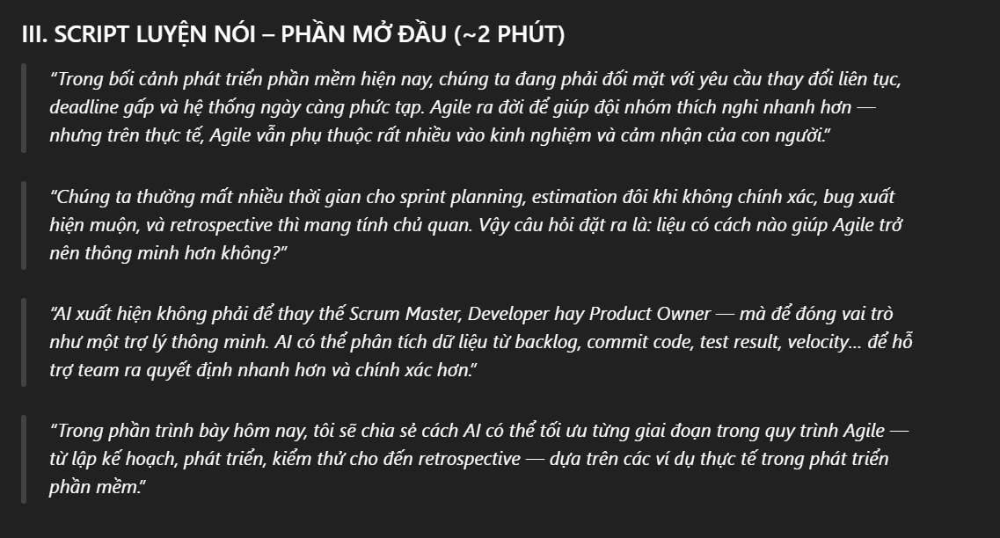 III. SCRIPT LUYỆN NÓI – PHẦN MỞ ĐẦU (~2 PHÚT)
“Trong bối cảnh phát triển phần mềm hiện nay, chúng ta đang phải đối mặt với yêu cầu thay đổi liên tục,
deadline gấp và hệ thống ngày càng phức tạp. Agile ra đời để giúp đội nhóm thích nghi nhanh hơn —
nhưng trên thực tế, Agile vẫn phụ thuộc rất nhiều vào kinh nghiệm và cảm nhận của con người.”
“Chúng ta thường mất nhiều thời gian cho sprint planning, estimation đôi khi không chính xác, bug xuất
hiện muộn, và retrospective thì mang tính chủ quan. Vậy câu hỏi đặt ra là: liệu có cách nào giúp Agile trở
nên thông minh hơn không?”
“AI xuất hiện không phải để thay thế Scrum Master, Developer hay Product Owner — mà để đóng vai trò
như một trợ lý thông minh. AI có thể phân tích dữ liệu từ backlog, commit code, test result, velocity… để hỗ
trợ team ra quyết định nhanh hơn và chính xác hơn.”
“Trong phần trình bày hôm nay, tôi sẽ chia sẻ cách AI có thể tối ưu từng giai đoạn trong quy trình Agile —
từ lập kế hoạch, phát triển, kiểm thử cho đến retrospective — dựa trên các ví dụ thực tế trong phát triển
phần mềm.”